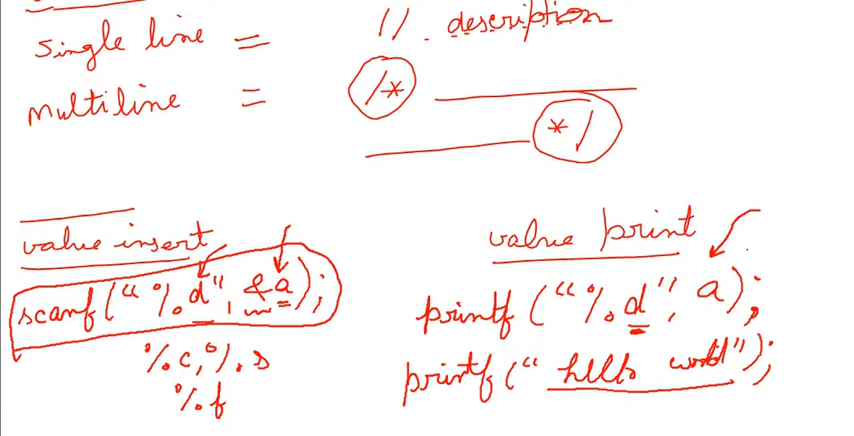 single line = // description
multiline = /* */
value insert
scanf("%d", &a);
%c, %s
%f
value print
printf("%d", a);
printf("hello world");